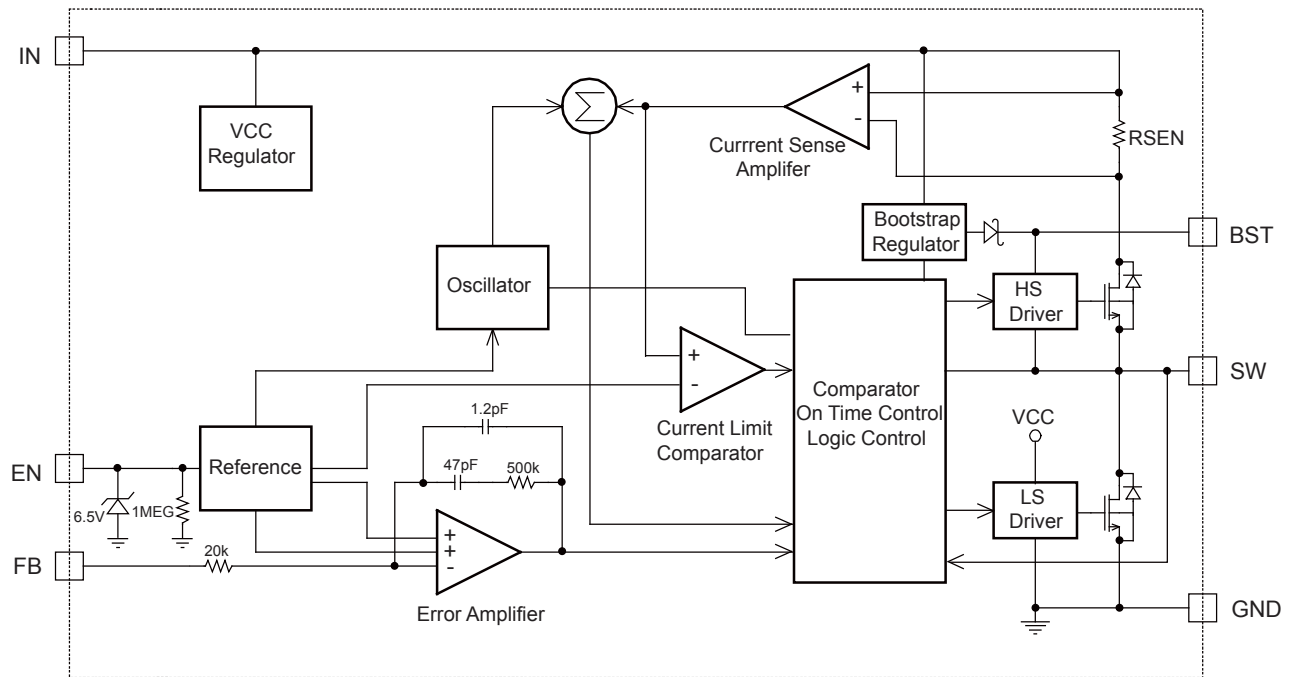 IN
VCC
Regulator
Σ
+
-
Currrent Sense
Amplifer
RSEN
Bootstrap
Regulator
BST
Oscillator
HS
Driver
+
-
Current Limit
Comparator
Comparator
On Time Control
Logic Control
SW
VCC
1.2pF
47pF
500k
EN
Reference
6.5V
1MEG
LS
Driver
FB
20k
+
+
-
Error Amplifier
GND